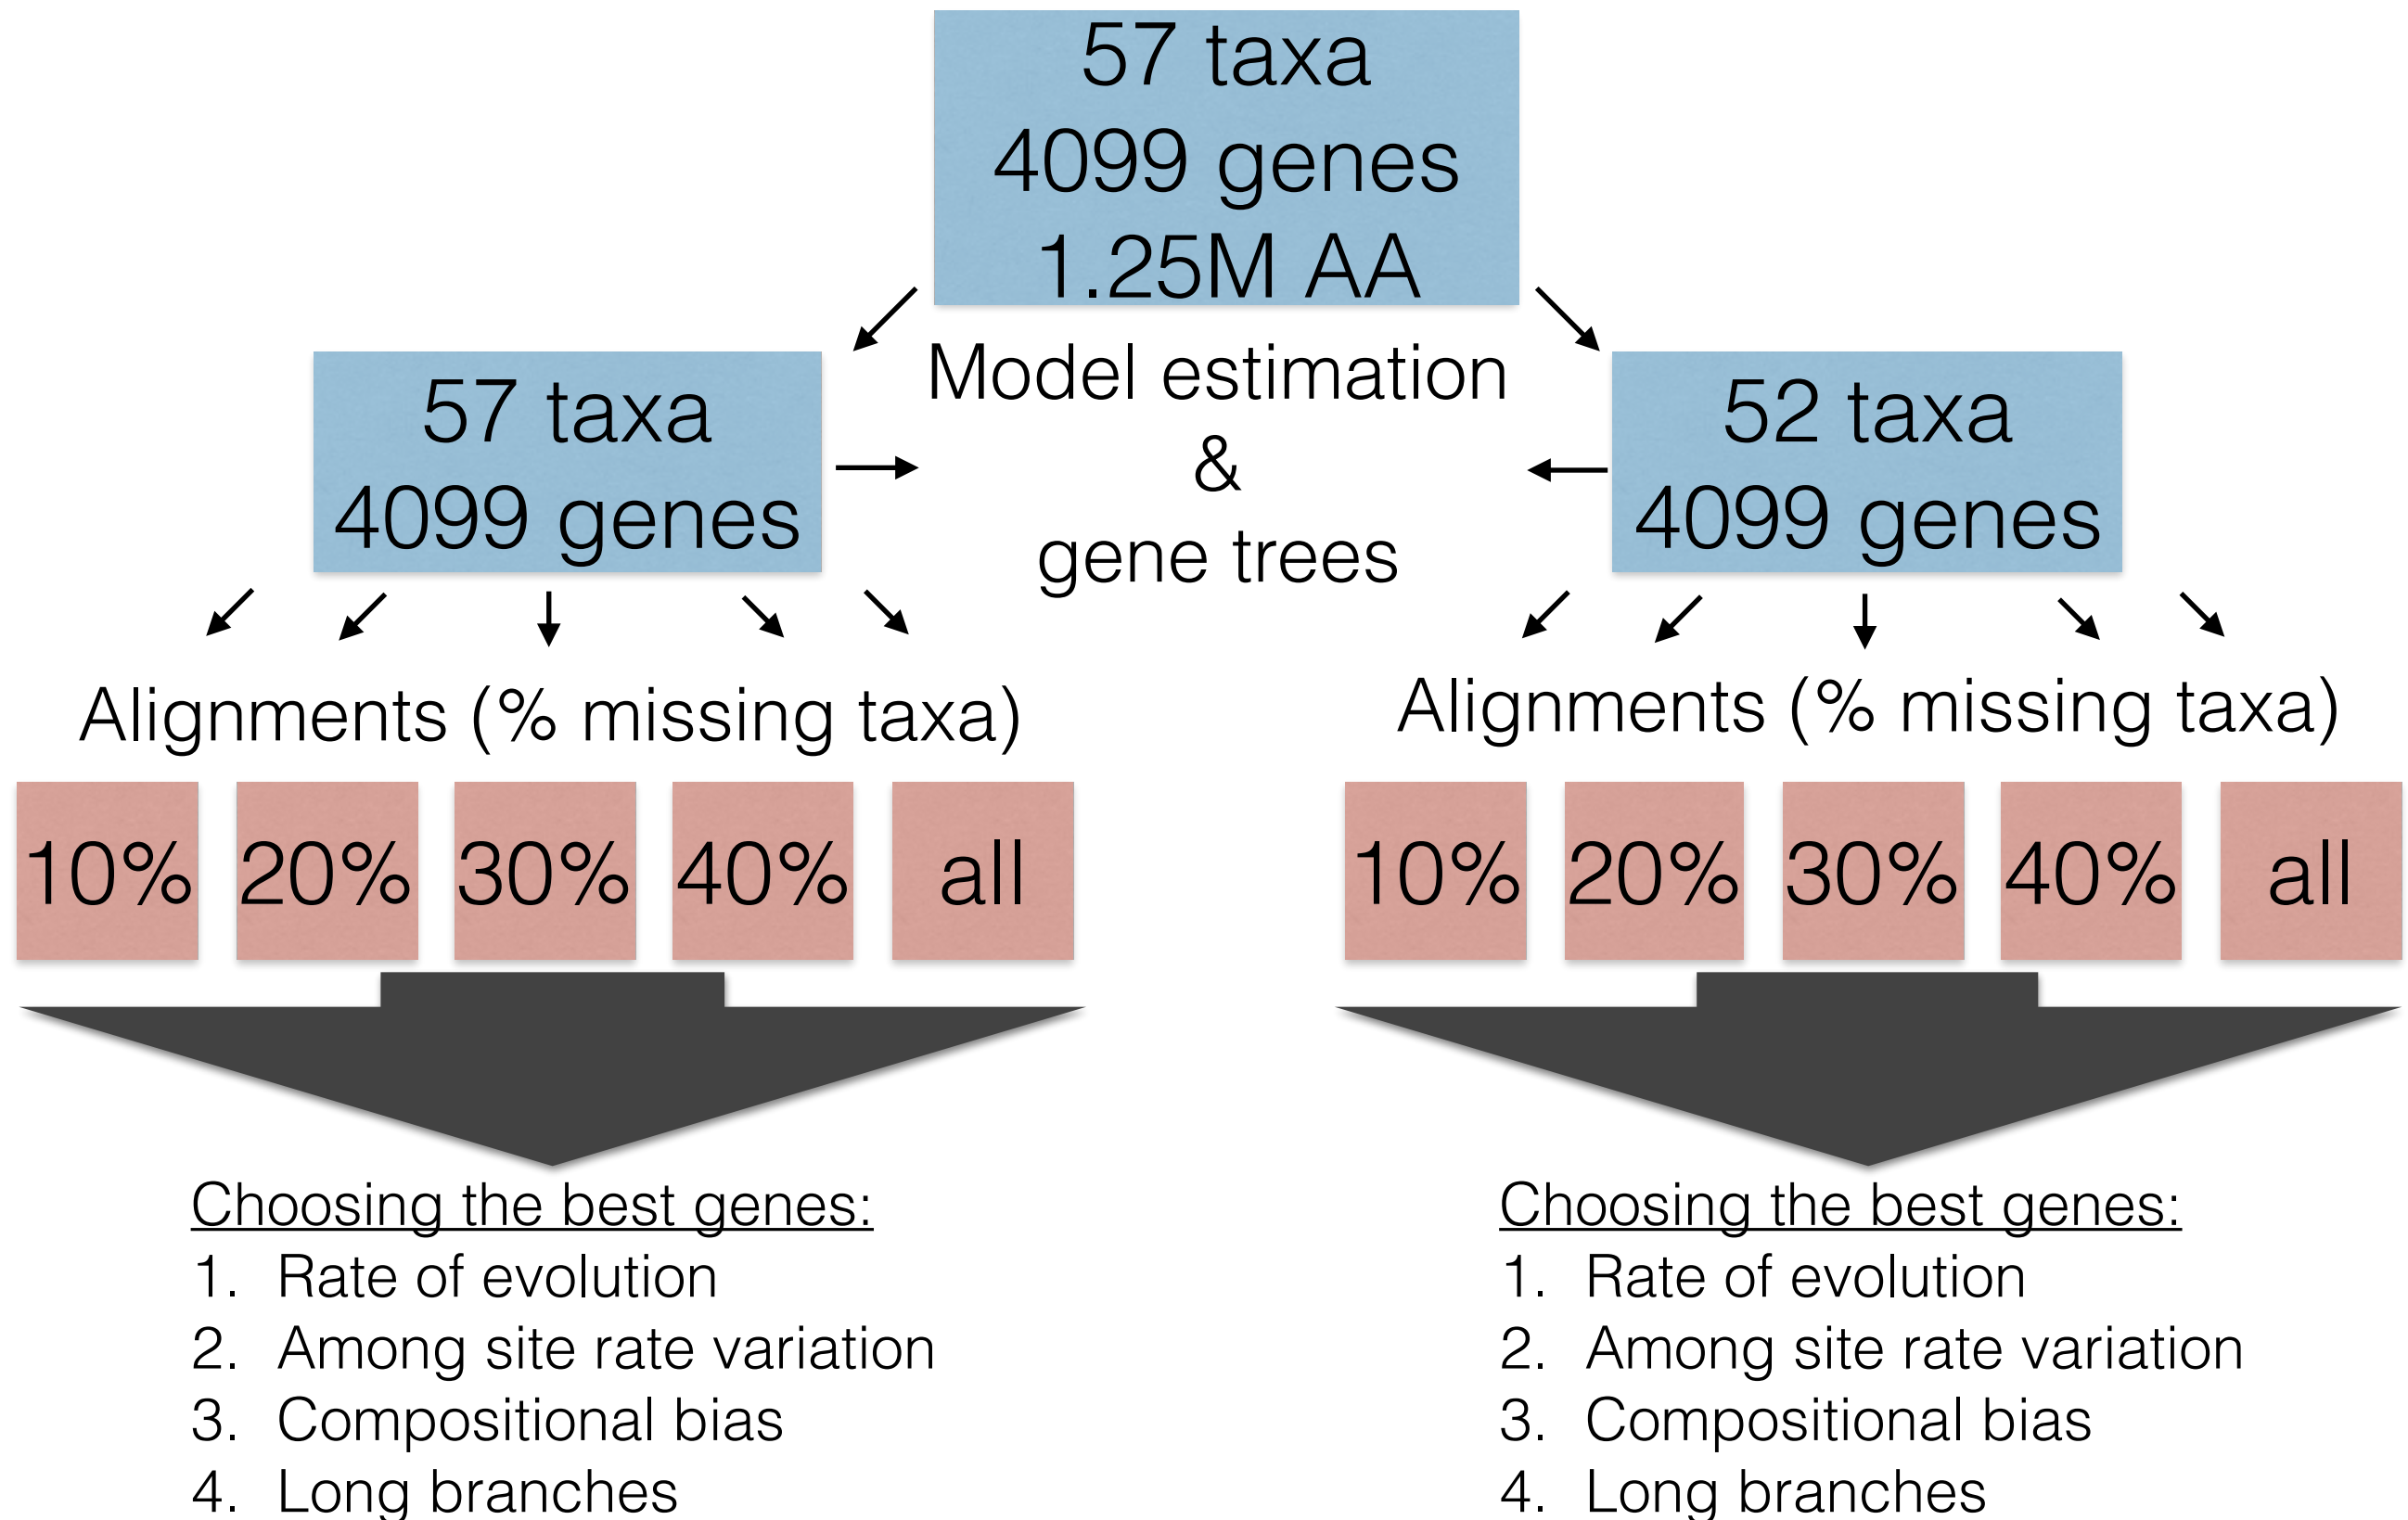 57 taxa
4099 genes
1.25M AA
Model estimation
&
gene trees
57 taxa
4099 genes
52 taxa
4099 genes
Alignments (% missing taxa)
10% 20% 30% 40% all
Alignments (% missing taxa)
10% 20% 30% 40% all
Choosing the best genes:
1. Rate of evolution
2. Among site rate variation
3. Compositional bias
4. Long branches
Choosing the best genes:
1. Rate of evolution
2. Among site rate variation
3. Compositional bias
4. Long branches